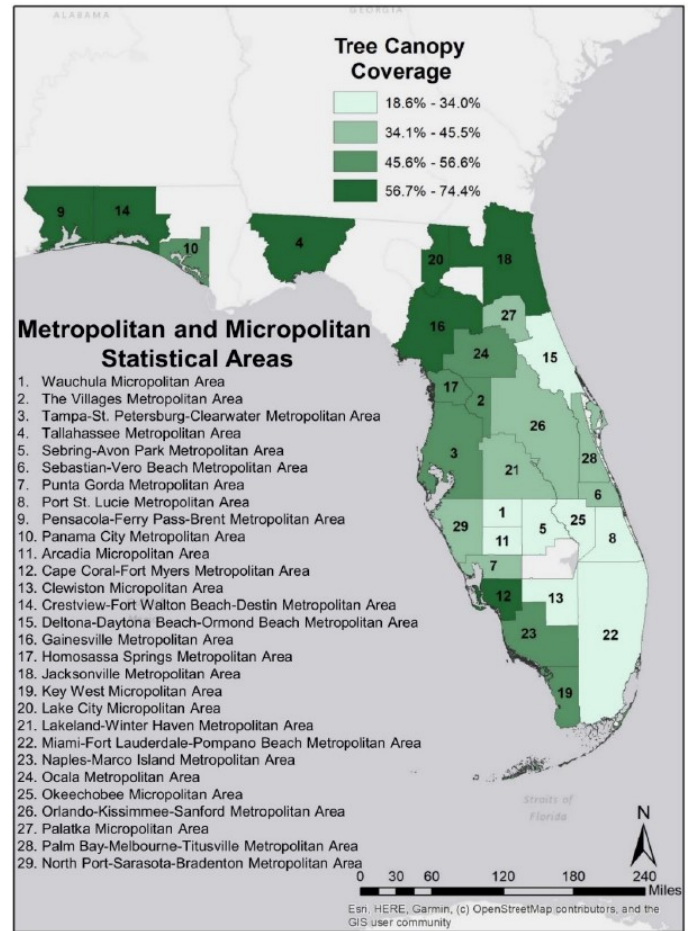 ALABAMA
GEORGIA
Tree Canopy
Coverage
18.6% - 34.0%
34.1% - 45.5%
45.6% - 56.6%
56.7% - 74.4%
9
14
10
4
20
18
16
27
24
15
17
2
26
3
28
21
6
1
25
29
5
8
11
7
12
13
23
22
19
Metropolitan and Micropolitan
Statistical Areas
1. Wauchula Micropolitan Area
2. The Villages Metropolitan Area
3. Tampa-St. Petersburg-Clearwater Metropolitan Area
4. Tallahassee Metropolitan Area
5. Sebring-Avon Park Metropolitan Area
6. Sebastian-Vero Beach Metropolitan Area
7. Punta Gorda Metropolitan Area
8. Port St. Lucie Metropolitan Area
9. Pensacola-Ferry Pass-Brent Metropolitan Area
10. Panama City Metropolitan Area
11. Arcadia Micropolitan Area
12. Cape Coral-Fort Myers Metropolitan Area
13. Clewiston Micropolitan Area
14. Crestview-Fort Walton Beach-Destin Metropolitan Area
15. Deltona-Daytona Beach-Ormond Beach Metropolitan Area
16. Gainesville Metropolitan Area
17. Homosassa Springs Metropolitan Area
18. Jacksonville Metropolitan Area
19. Key West Micropolitan Area
20. Lake City Micropolitan Area
21. Lakeland-Winter Haven Metropolitan Area
22. Miami-Fort Lauderdale-Pompano Beach Metropolitan Area
23. Naples-Marco Island Metropolitan Area
24. Ocala Metropolitan Area
25. Okeechobee Micropolitan Area
26. Orlando-Kissimmee-Sanford Metropolitan Area
27. Palatka Micropolitan Area
28. Palm Bay-Melbourne-Titusville Metropolitan Area
29. North Port-Sarasota-Bradenton Metropolitan Area
Straits of
Florida
N
0 30 60 120 180 240
Miles
Esri, HERE, Garmin, (c) OpenStreetMap contributors, and the
GIS user community